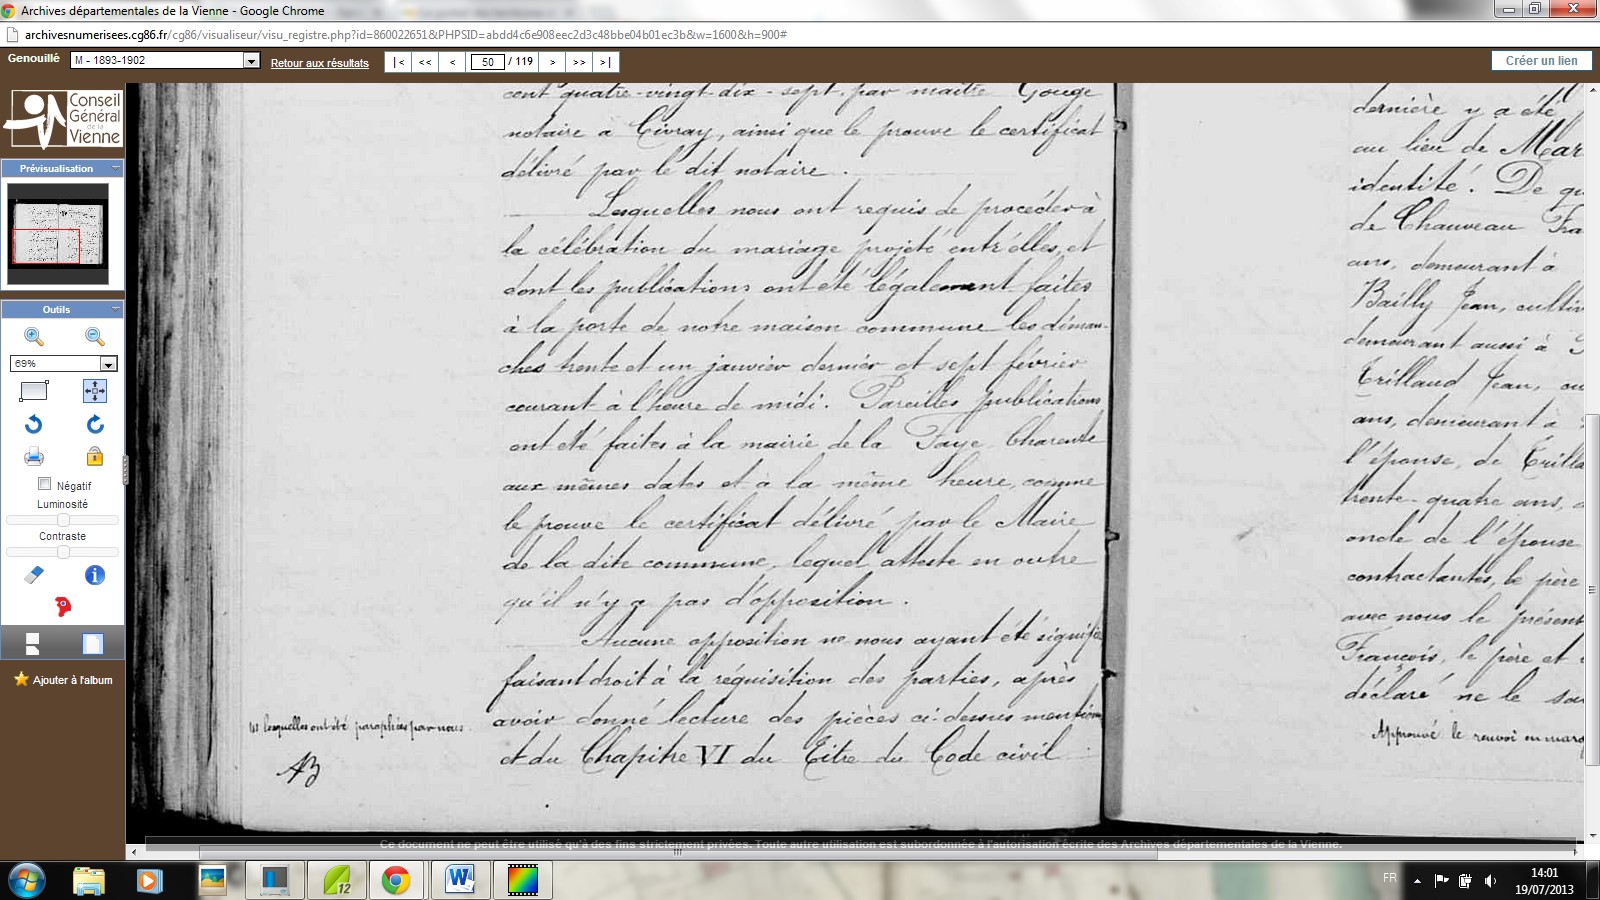 Archives départementales de la Vienne - Google Chrome
archivesnumerisees.cg86.fr/cg86/visualiseur/visu_registre.php?id=860022651&PHPSID=abdd4c6e908eec2d3c48bbe04b01ec3b&w=1600&h=900#
Genouillé M - 1893-1902 Retour aux résultats |< << < 50 / 119 > >> >| Créer un lien
Conseil
Général
de la
Vienne
Prévisualisation
Outils
69%
Négatif
Luminosité
Contraste
Ajouter à l'album
cent quatre-vingt-dix-sept, par maître Gouge
notaire à Civray, ainsi que le prouve le certificat
délivré par le dit notaire.
Lesquelles nous ont requis de procéder à
la célébration du mariage projeté entr'elles, et
dont les publications ont été légalement faites
à la porte de notre maison commune les diman-
ches trente et un janvier dernier et sept février
courant à l'heure de midi. Pareilles publications
ont été faites à la mairie de la Faye, Charente
aux mêmes dates et à la même heure, comme
le prouve le certificat délivré par le Maire
de la dite commune, lequel atteste en outre
qu'il n'y a pas d'opposition.
Aucune opposition ne nous ayant été signifiée
faisant droit à la réquisition des parties, après
avoir donné lecture des pièces ci-dessus mention
et du Chapitre VI du Titre du Code civil
(1) lesquelles ont été paraphées par nous.
AB
dernière y a été
au lieu de Mar
identité. De qu
de Chauveau Fra
ans, demeurant à
Bailly Jean, cultiv
demeurant aussi à
Trillaud Jean, cu
ans, demeurant à
l'épouse, de Trilla
trente-quatre ans,
oncle de l'épouse
contractantes, le père
avec nous le présent
François, le père et
déclaré ne le sav
Approuvé le renvoi en marg
Ce document ne peut être utilisé qu'à des fins strictement privées. Toute autre utilisation est subordonnée à l'autorisation écrite des Archives départementales de la Vienne.
12
FR
14:01
19/07/2013